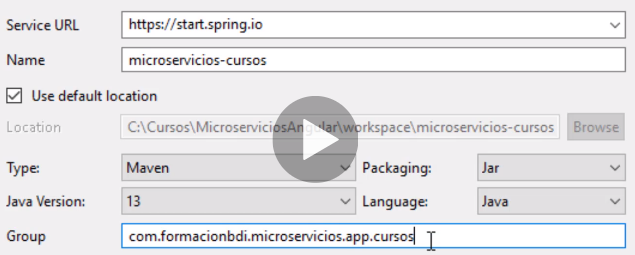 Service URL https://start.spring.io
Name microservicios-cursos
Use default location
Location C:\Cursos\MicroserviciosAngular\workspace\microservicios-cursos Browse
Type: Maven Packaging: Jar
Java Version: 13 Language: Java
Group com.formacionbdi.microservicios.app.cursos